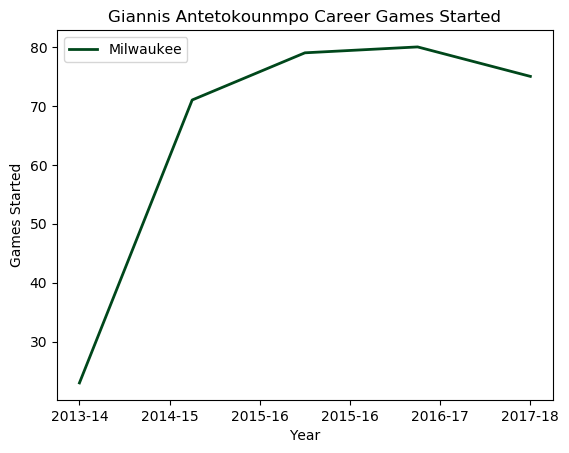 Giannis Antetokounmpo Career Games Started
Milwaukee
80
70
60
50
40
30
Games Started
2013-14 2014-15 2015-16 2015-16 2016-17 2017-18
Year